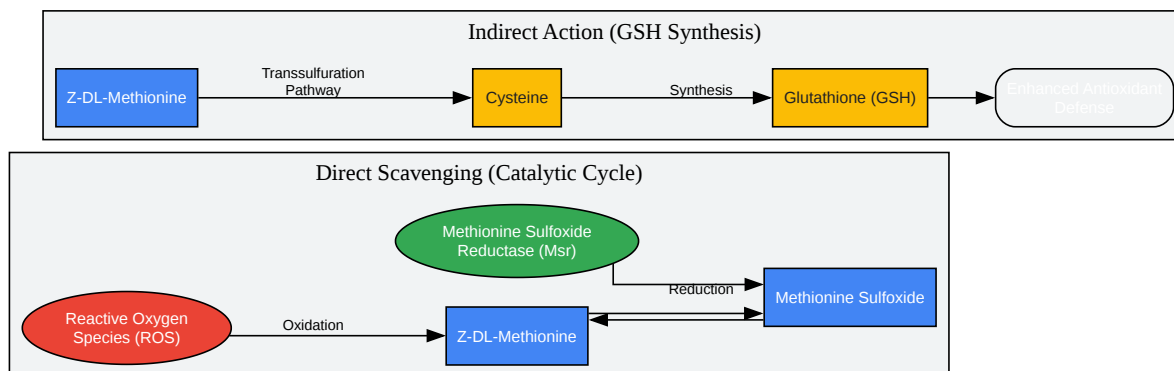 Indirect Action (GSH Synthesis)
Z-DL-Methionine
Transsulfuration
Pathway
Cysteine
Synthesis
Glutathione (GSH)
Enhanced Antioxidant
Defense
Direct Scavenging (Catalytic Cycle)
Methionine Sulfoxide
Reductase (Msr)
Reduction
Methionine Sulfoxide
Reactive Oxygen
Species (ROS)
Oxidation
Z-DL-Methionine